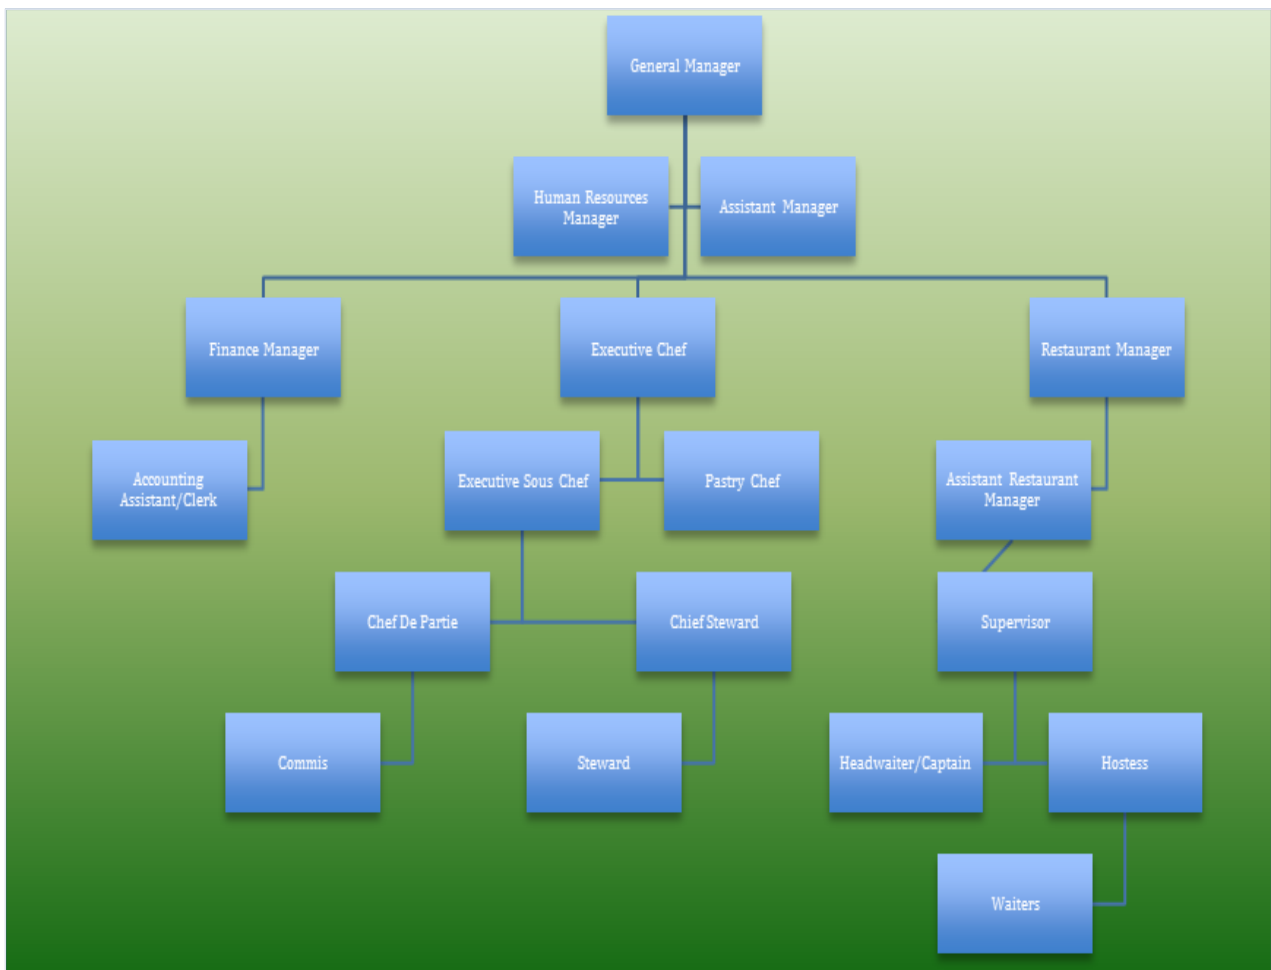 General Manager
Human Resources
Manager
Assistant Manager
Finance Manager
Executive Chef
Restaurant Manager
Accounting
Assistant/Clerk
Executive Sous Chef
Pastry Chef
Assistant Restaurant
Manager
Chef De Partie
Chief Steward
Supervisor
Commis
Steward
Headwaiter/Captain
Hostess
Waiters